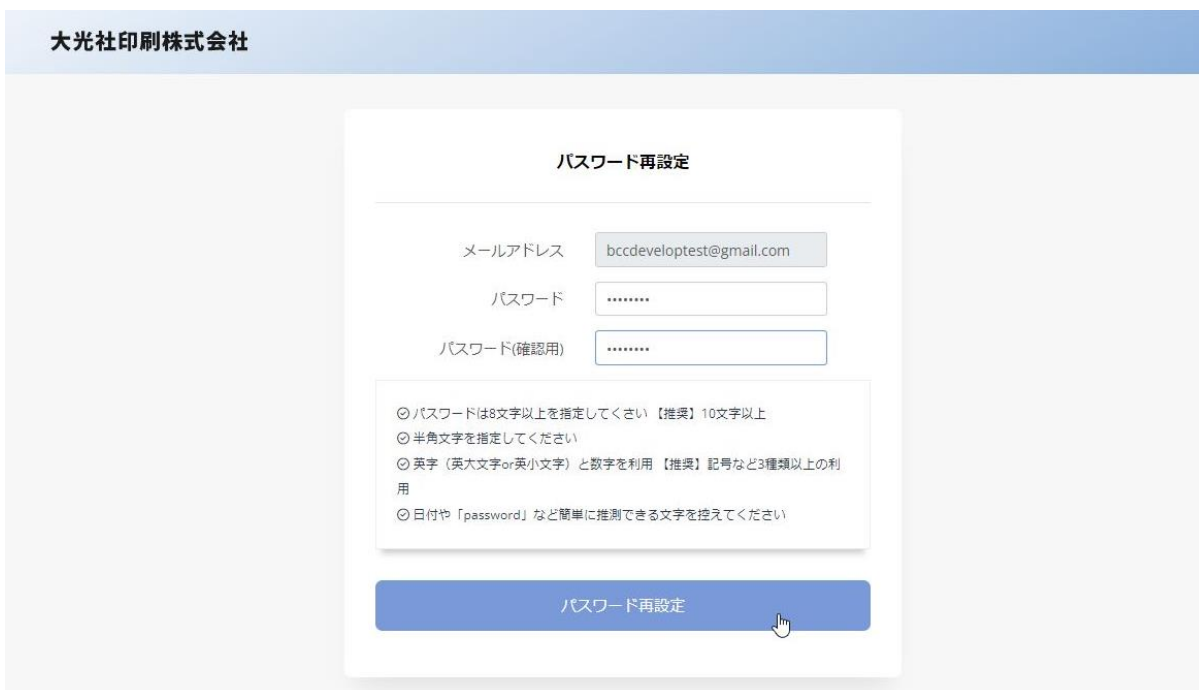 大光社印刷株式会社
パスワード再設定
メールアドレス bccdeveloptest@gmail.com
パスワード ••••••••
パスワード(確認用) ••••••••
パスワードは8文字以上を指定してくさい 【推奨】10文字以上
半角文字を指定してください
英字（英大文字or英小文字）と数字を利用 【推奨】記号など3種類以上の利
用
日付や「password」など簡単に推測できる文字を控えてください
パスワード再設定